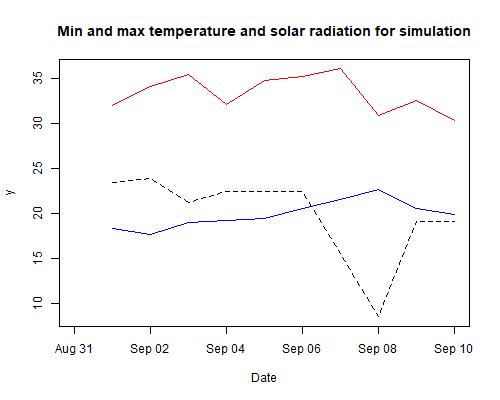 Min and max temperature and solar radiation for simulation
35
30
25
20
15
10
y
Aug 31 Sep 02 Sep 04 Sep 06 Sep 08 Sep 10
Date